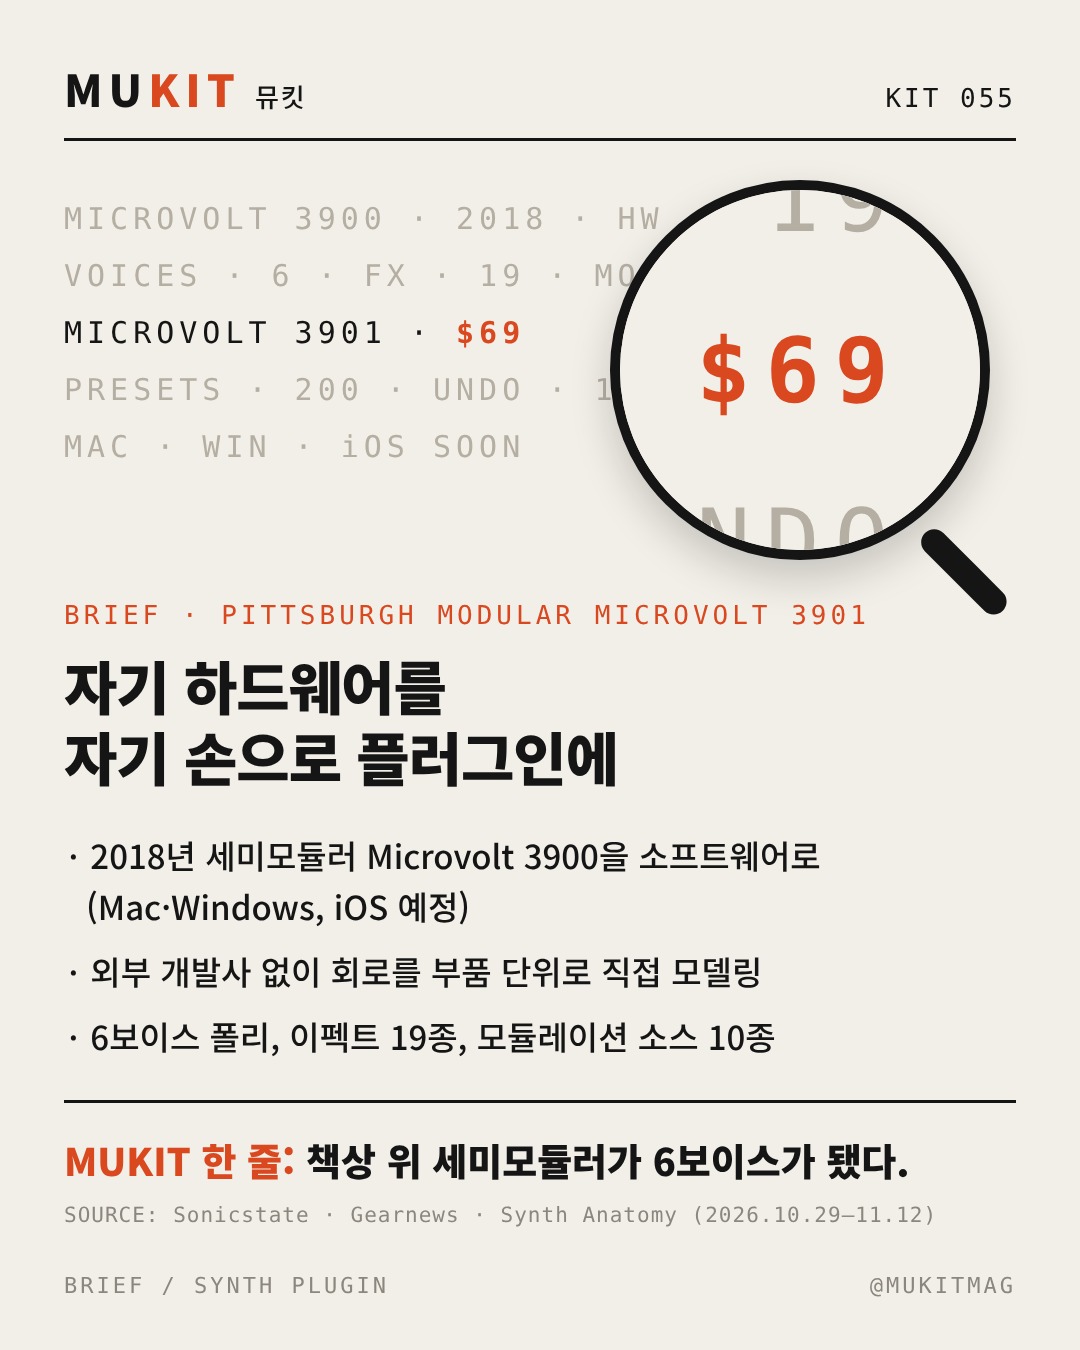 MUKIT 뮤킷
KIT 055
MICROVOLT 3900 · 2018 · HW
VOICES · 6 · FX · 19 · MO
MICROVOLT 3901 · $69
PRESETS · 200 · UNDO · 1
MAC · WIN · iOS SOON
19
$69
NDO
BRIEF · PITTSBURGH MODULAR MICROVOLT 3901
자기 하드웨어를
자기 손으로 플러그인에
· 2018년 세미모듈러 Microvolt 3900을 소프트웨어로
(Mac·Windows, iOS 예정)
· 외부 개발사 없이 회로를 부품 단위로 직접 모델링
· 6보이스 폴리, 이펙트 19종, 모듈레이션 소스 10종
MUKIT 한 줄: 책상 위 세미모듈러가 6보이스가 됐다.
SOURCE: Sonicstate · Gearnews · Synth Anatomy (2026.10.29–11.12)
BRIEF / SYNTH PLUGIN
@MUKITMAG